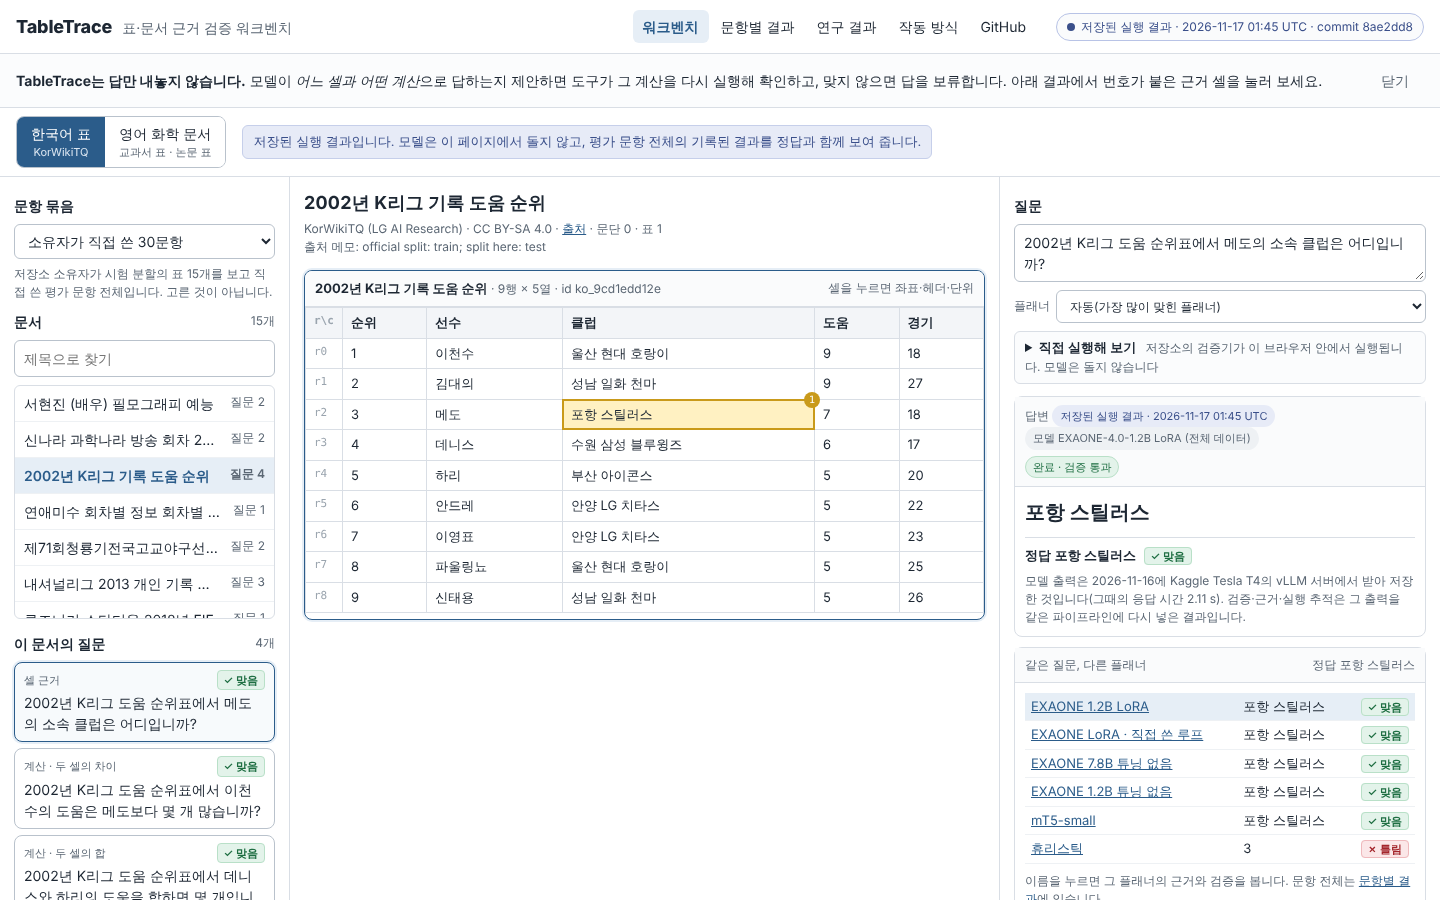 TableTrace 표·문서 근거 검증 워크벤치
워크벤치 문항별 결과 연구 결과 작동 방식 GitHub
저장된 실행 결과 · 2026-11-17 01:45 UTC · commit 8ae2dd8
TableTrace는 답만 내놓지 않습니다. 모델이 어느 셀과 어떤 계산으로 답하는지 제안하면 도구가 그 계산을 다시 실행해 확인하고, 맞지 않으면 답을 보류합니다. 아래 결과에서 번호가 붙은 근거 셀을 눌러 보세요. 닫기
한국어 표
KorWikiTQ
영어 화학 문서
교과서 표 · 논문 표
저장된 실행 결과입니다. 모델은 이 페이지에서 돌지 않고, 평가 문항 전체의 기록된 결과를 정답과 함께 보여 줍니다.
문항 묶음
소유자가 직접 쓴 30문항
저장소 소유자가 시험 분할의 표 15개를 보고 직
접 쓴 평가 문항 전체입니다. 고른 것이 아닙니다.
문서 15개
제목으로 찾기
서현진 (배우) 필모그래피 예능 질문 2
신나라 과학나라 방송 회차 2... 질문 2
2002년 K리그 기록 도움 순위 질문 4
연애미수 회차별 정보 회차별 ... 질문 1
제71회청룡기전국고교야구선... 질문 2
내셔널리그 2013 개인 기록 ... 질문 3
이 문서의 질문 4개
셀 근거 ✓ 맞음
2002년 K리그 도움 순위표에서 메도
의 소속 클럽은 어디입니까?
계산 · 두 셀의 차이 ✓ 맞음
2002년 K리그 도움 순위표에서 이천
수의 도움은 메도보다 몇 개 많습니까?
계산 · 두 셀의 합 ✓ 맞음
2002년 K리그 도움 순위표에서 데니
스와 하리의 도움을 합하면 몇 개입니
2002년 K리그 기록 도움 순위
KorWikiTQ (LG AI Research) · CC BY-SA 4.0 · 출처 · 문단 0 · 표 1
출처 메모: official split: train; split here: test
2002년 K리그 기록 도움 순위 · 9행 × 5열 · id ko_9cd1edd12e 셀을 누르면 좌표·헤더·단위
r\c 순위 선수 클럽 도움 경기
r0 1 이천수 울산 현대 호랑이 9 18
r1 2 김대의 성남 일화 천마 9 27
r2 3 메도 포항 스틸러스 1 7 18
r3 4 데니스 수원 삼성 블루윙즈 6 17
r4 5 하리 부산 아이콘스 5 20
r5 6 안드레 안양 LG 치타스 5 22
r6 7 이영표 안양 LG 치타스 5 23
r7 8 파울링뇨 울산 현대 호랑이 5 25
r8 9 신태용 성남 일화 천마 5 26
질문
2002년 K리그 도움 순위표에서 메도의 소속 클럽은 어디입니
까?
플래너 자동(가장 많이 맞힌 플래너)
▶ 직접 실행해 보기 저장소의 검증기가 이 브라우저 안에서 실행됩니
다. 모델은 돌지 않습니다
답변 저장된 실행 결과 · 2026-11-17 01:45 UTC
모델 EXAONE-4.0-1.2B LoRA (전체 데이터)
완료 · 검증 통과
포항 스틸러스
정답 포항 스틸러스 ✓ 맞음
모델 출력은 2026-11-16에 Kaggle Tesla T4의 vLLM 서버에서 받아 저장
한 것입니다(그때의 응답 시간 2.11 s). 검증·근거·실행 추적은 그 출력을
같은 파이프라인에 다시 넣은 결과입니다.
같은 질문, 다른 플래너 정답 포항 스틸러스
EXAONE 1.2B LoRA 포항 스틸러스 ✓ 맞음
EXAONE LoRA · 직접 쓴 루프 포항 스틸러스 ✓ 맞음
EXAONE 7.8B 튜닝 없음 포항 스틸러스 ✓ 맞음
EXAONE 1.2B 튜닝 없음 포항 스틸러스 ✓ 맞음
mT5-small 포항 스틸러스 ✓ 맞음
휴리스틱 3 × 틀림
이름을 누르면 그 플래너의 근거와 검증을 봅니다. 문항 전체는 문항별 결
과에 있습니다